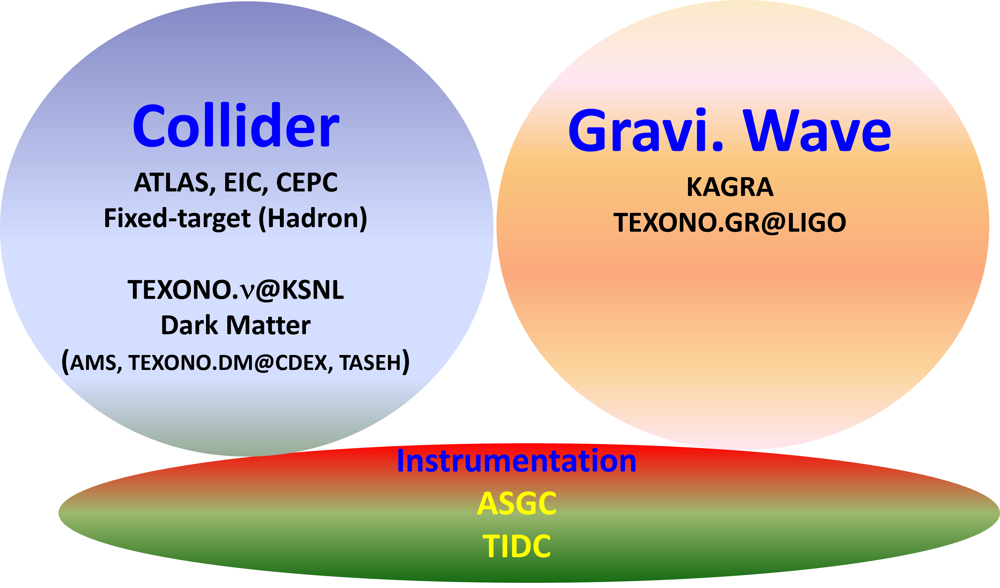 Collider
ATLAS, EIC, CEPC
Fixed-target (Hadron)
TEXONO.ν@KSNL
Dark Matter
(AMS, TEXONO.DM@CDEX, TASEH)
Gravi. Wave
KAGRA
TEXONO.GR@LIGO
Instrumentation
ASGC
TIDC